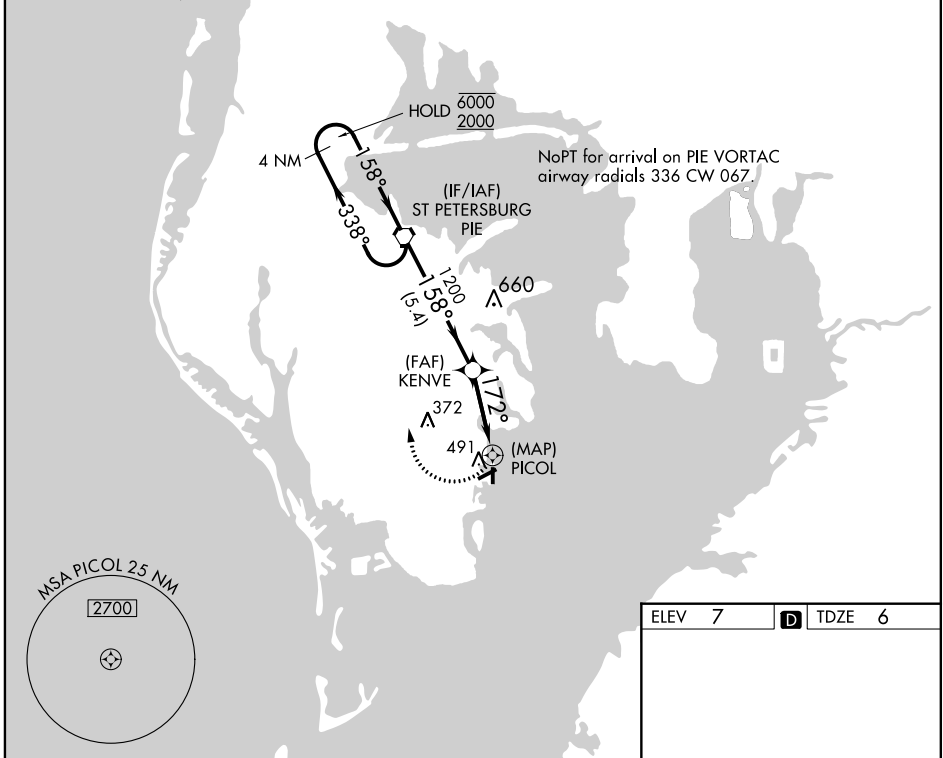 HOLD 6000
2000
4 NM
158°
NoPT for arrival on PIE VORTAC
airway radials 336 CW 067.
(IF/IAF)
ST PETERSBURG
PIE
338°
1200
158°
(5.4)
660
(FAF)
KENVE
172°
372
491
(MAP)
PICOL
MSA PICOL 25 NM
2700
ELEV 7 D TDZE 6